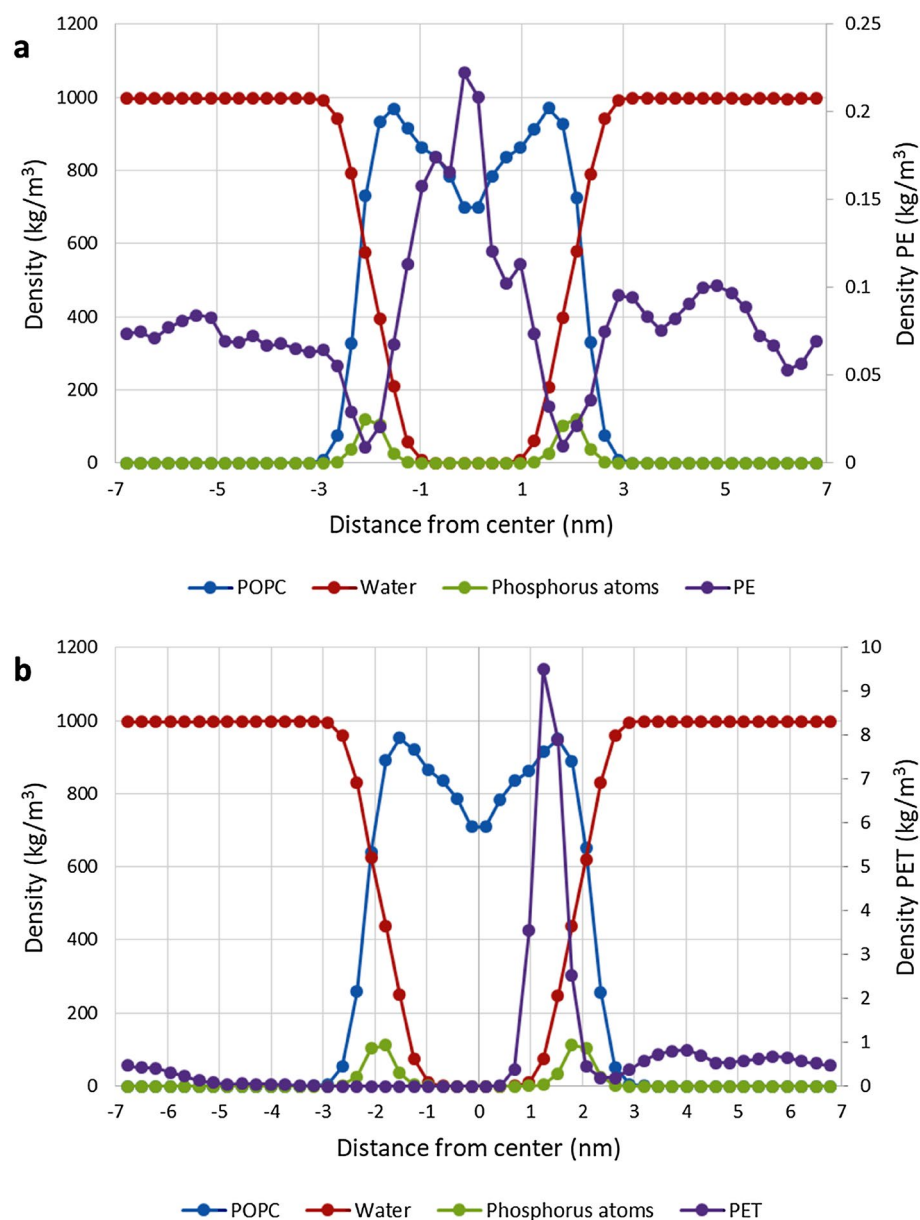 a
1200
1000
800
600
400
200
0
Density (kg/m³)
0.25
0.2
0.15
0.1
0.05
0
Density PE (kg/m³)
-7 -5 -3 -1 1 3 5 7
Distance from center (nm)
POPC Water Phosphorus atoms PE
b
1200
1000
800
600
400
200
0
Density (kg/m³)
10
9
8
7
6
5
4
3
2
1
0
Density PET (kg/m³)
-7 -6 -5 -4 -3 -2 -1 0 1 2 3 4 5 6 7
Distance from center (nm)
POPC Water Phosphorus atoms PET